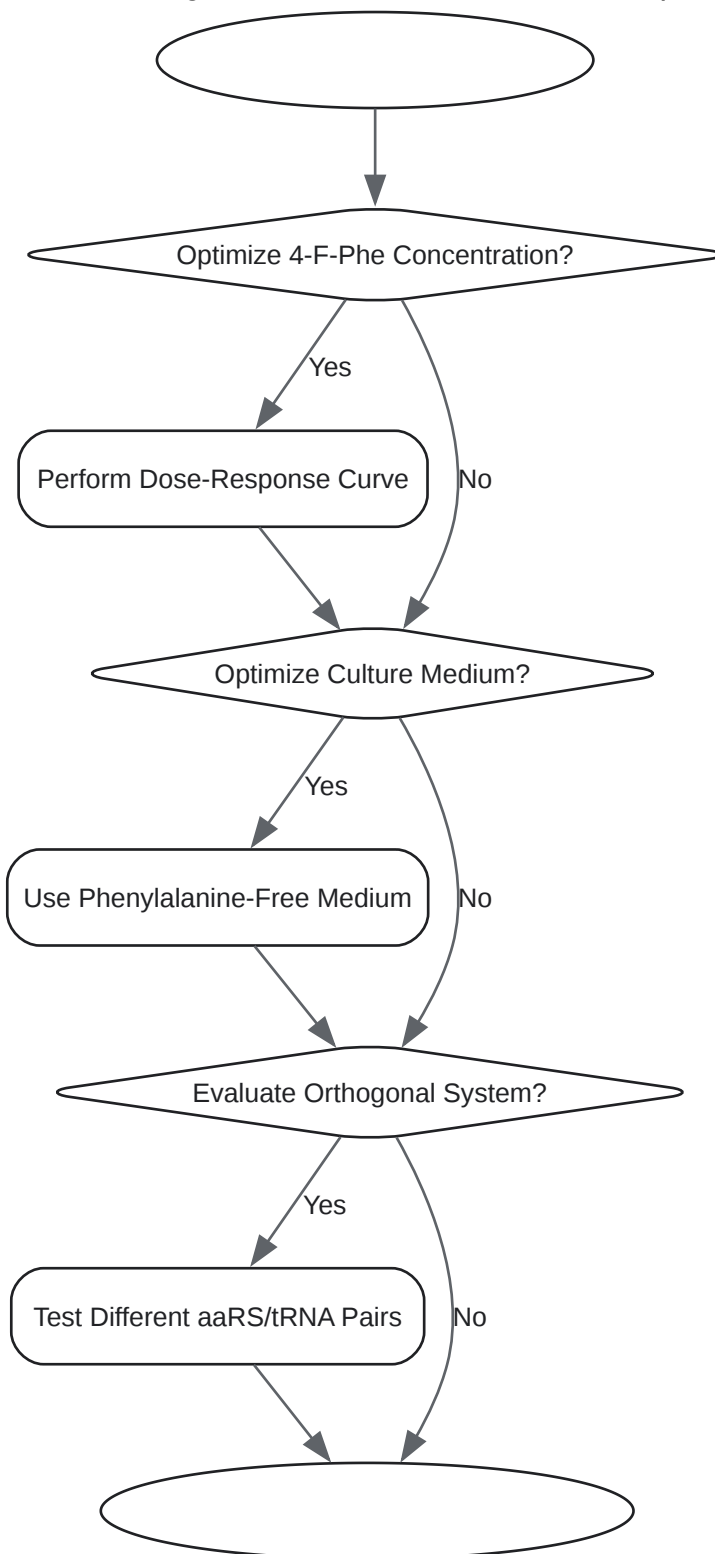 Optimize 4-F-Phe Concentration?
Yes
Perform Dose-Response Curve
No
Optimize Culture Medium?
Yes
Use Phenylalanine-Free Medium
No
Evaluate Orthogonal System?
Yes
Test Different aaRS/tRNA Pairs
No